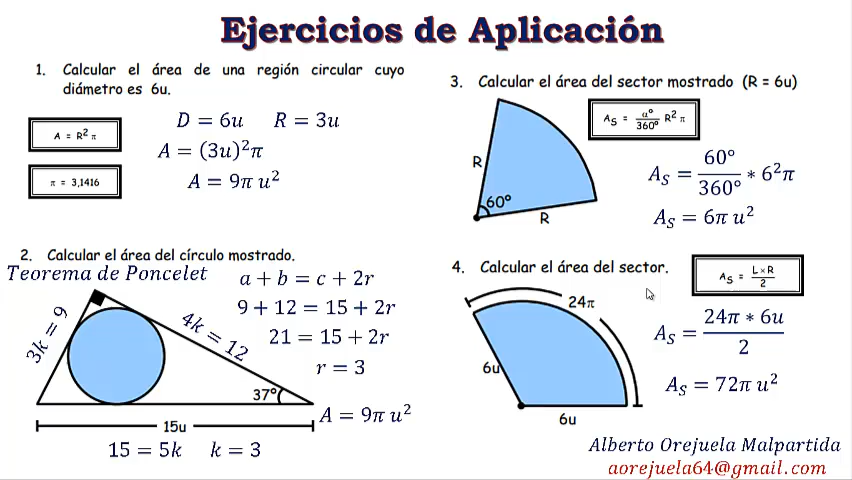 Ejercicios de Aplicación
1. Calcular el área de una región circular cuyo
diámetro es 6u.
D = 6u R = 3u
A = R² π
A = (3u)²π
π = 3,1416
A = 9π u²
2. Calcular el área del círculo mostrado.
Teorema de Poncelet
a + b = c + 2r
9 + 12 = 15 + 2r
21 = 15 + 2r
r = 3
3k = 9
4k = 12
37°
A = 9π u²
15u
15 = 5k k = 3
3. Calcular el área del sector mostrado (R = 6u)
A_S = α°/360° R² π
R
60º
R
A_S = 60°/360° * 6²π
A_S = 6π u²
4. Calcular el área del sector.
A_S = L×R/2
24π
6u
6u
A_S = 24π * 6u/2
A_S = 72π u²
Alberto Orejuela Malpartida
aorejuela64@gmail.com